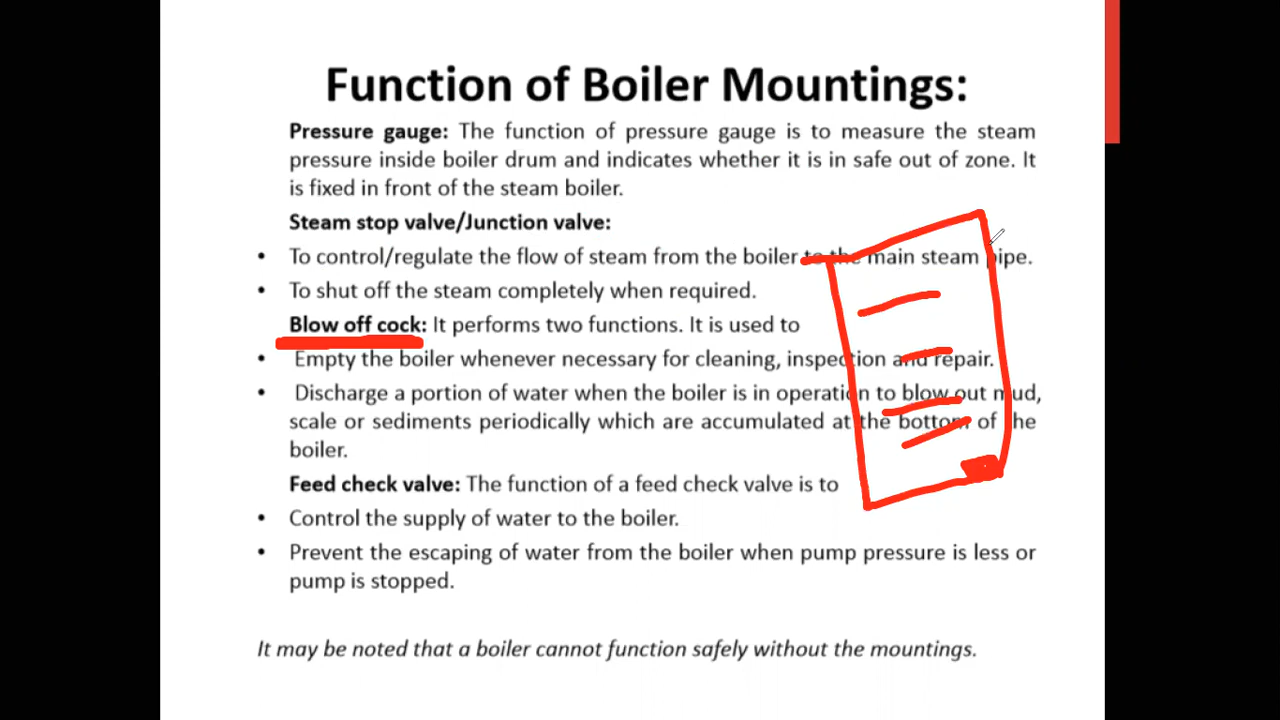 Function of Boiler Mountings:
Pressure gauge: The function of pressure gauge is to measure the steam
pressure inside boiler drum and indicates whether it is in safe out of zone. It
is fixed in front of the steam boiler.
Steam stop valve/Junction valve:
• To control/regulate the flow of steam from the boiler to the main steam pipe.
• To shut off the steam completely when required.
Blow off cock: It performs two functions. It is used to
• Empty the boiler whenever necessary for cleaning, inspection and repair.
• Discharge a portion of water when the boiler is in operation to blow out mud,
scale or sediments periodically which are accumulated at the bottom of the
boiler.
Feed check valve: The function of a feed check valve is to
• Control the supply of water to the boiler.
• Prevent the escaping of water from the boiler when pump pressure is less or
pump is stopped.
It may be noted that a boiler cannot function safely without the mountings.